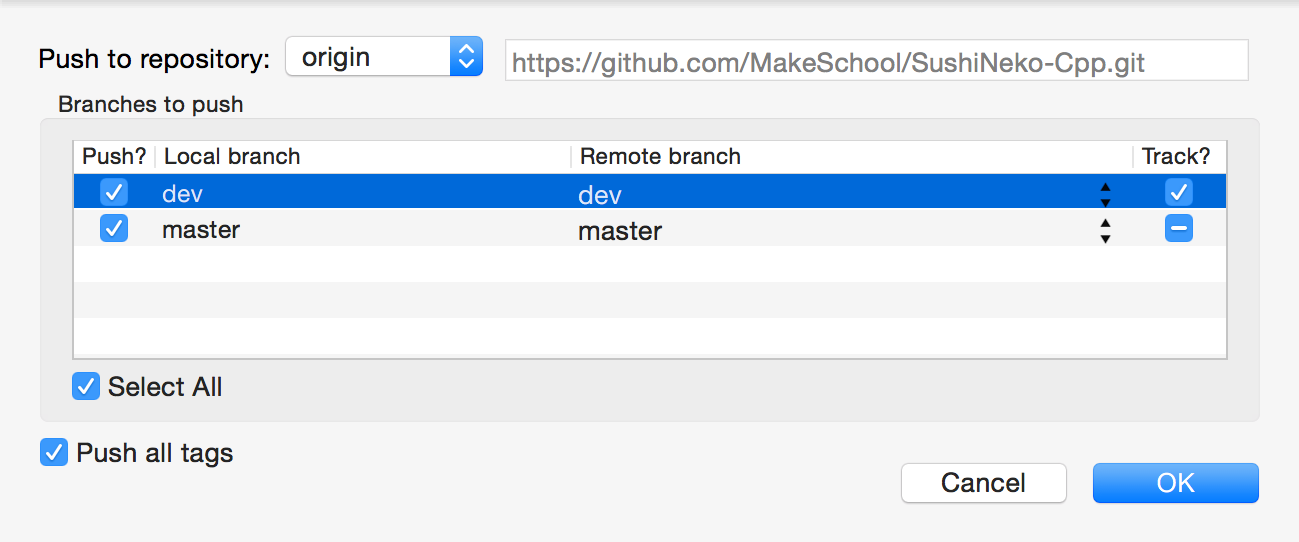 Push to repository: origin https://github.com/MakeSchool/SushiNeko-Cpp.git
Branches to push
Push? Local branch Remote branch Track?
dev dev
master master
Select All
Push all tags
Cancel OK